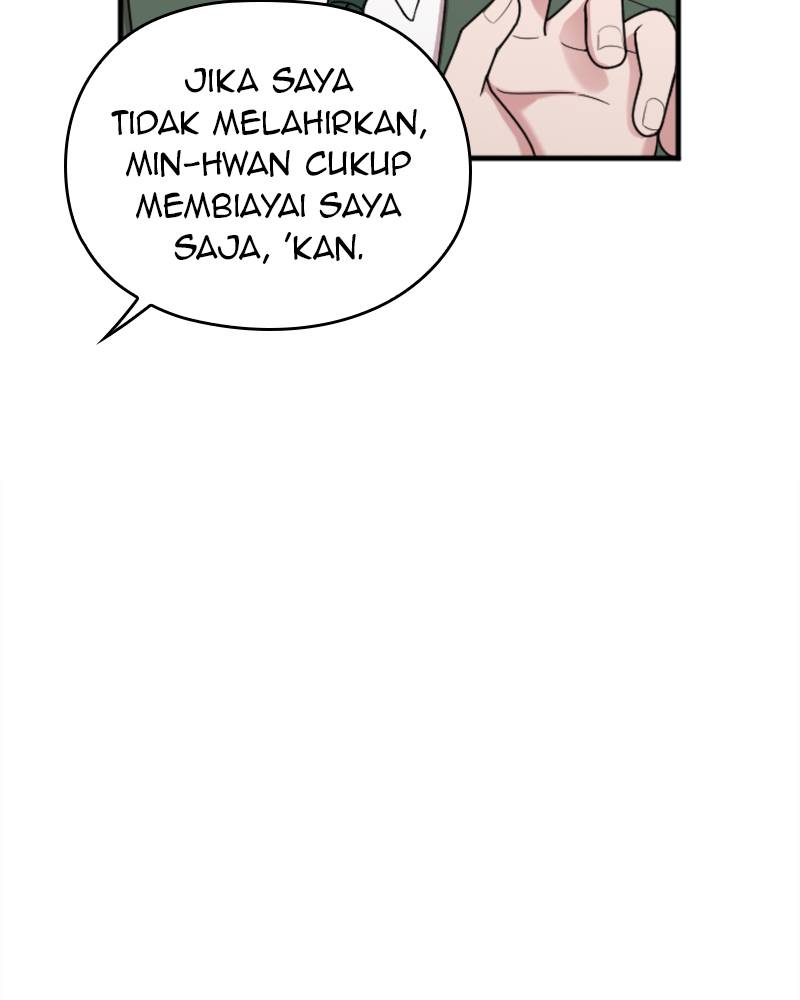 JIKA SAYA
TIDAK MELAHIRKAN,
MIN-HWAN CUKUP
MEMBIAYAI SAYA
SAJA, 'KAN.